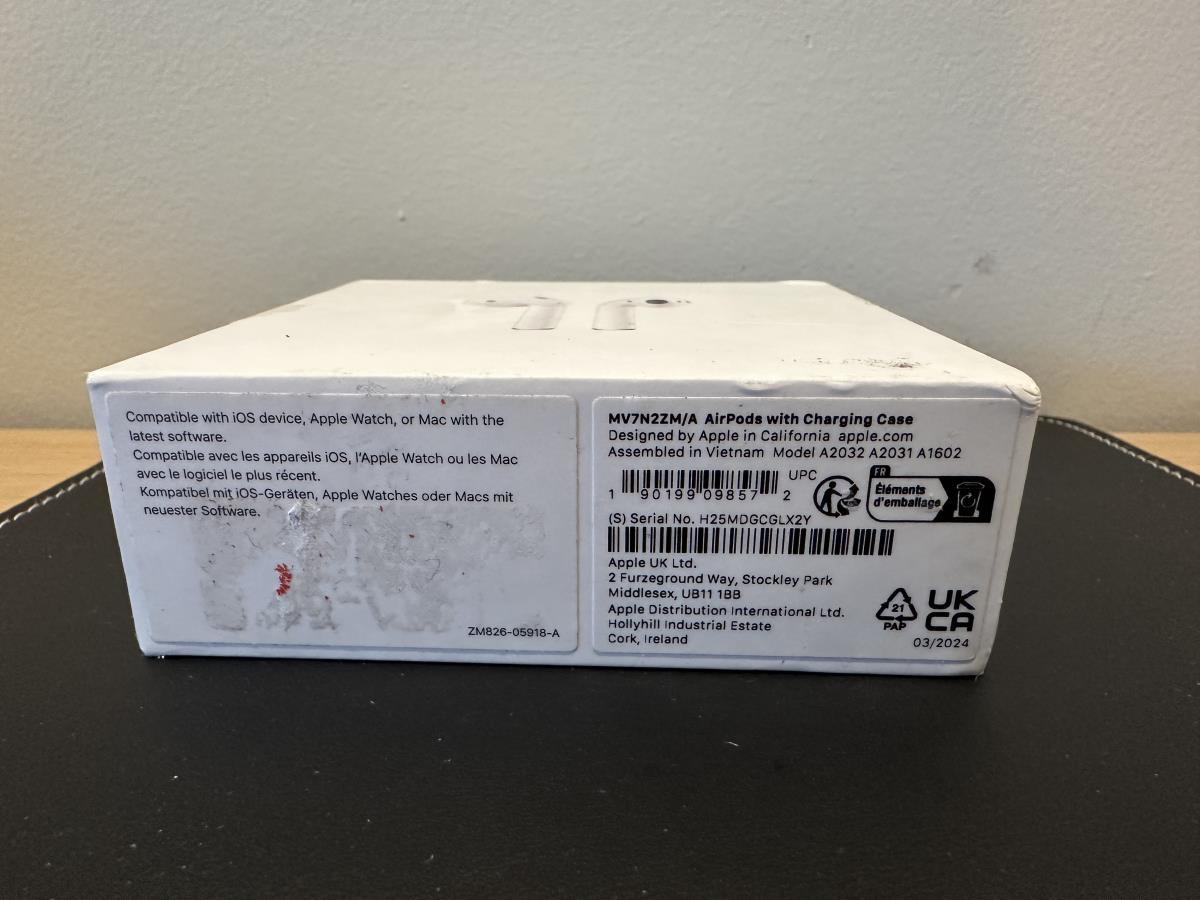 Compatible with iOS device, Apple Watch, or Mac with the
latest software.
Compatible avec les appareils iOS, l'Apple Watch ou les Mac
avec le logiciel le plus récent.
Kompatibel mit iOS-Geräten, Apple Watches oder Macs mit
neuester Software.
ZM826-05918-A
MV7N2ZM/A AirPods with Charging Case
Designed by Apple in California apple.com
Assembled in Vietnam Model A2032 A2031 A1602
UPC
1 90199 09857 2
FR
Éléments
d'emballage
(S) Serial No. H25MDGCGLX2Y
Apple UK Ltd.
2 Furzeground Way, Stockley Park
Middlesex, UB11 1BB
Apple Distribution International Ltd.
Hollyhill Industrial Estate
Cork, Ireland
21
PAP
UK
CA
03/2024